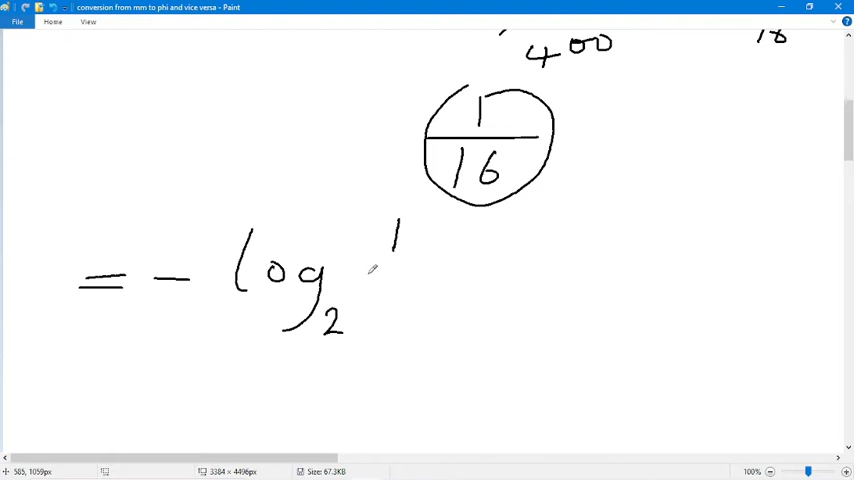 conversion from mm to phi and vice versa - Paint
File Home View
400
1
16
= - log2 1
585, 1059px 3384 × 4496px Size: 67.3KB 100%